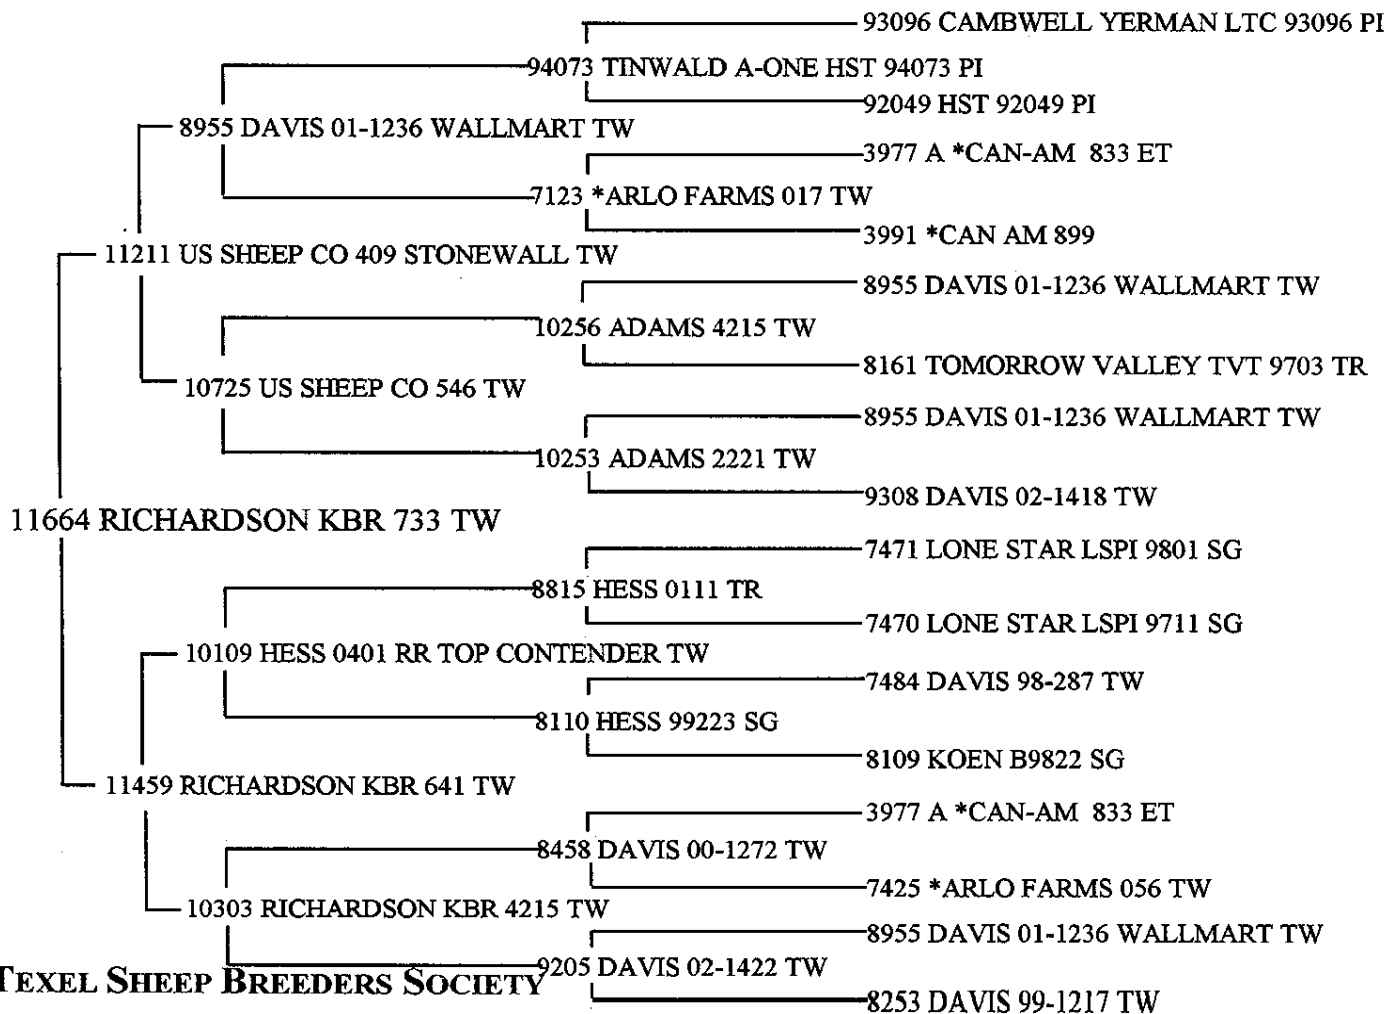 93096 CAMBWELL YERMAN LTC 93096 PI
94073 TINWALD A-ONE HST 94073 PI
92049 HST 92049 PI
8955 DAVIS 01-1236 WALLMART TW
3977 A *CAN-AM 833 ET
7123 *ARLO FARMS 017 TW
3991 *CAN AM 899
11211 US SHEEP CO 409 STONEWALL TW
8955 DAVIS 01-1236 WALLMART TW
10256 ADAMS 4215 TW
8161 TOMORROW VALLEY TVT 9703 TR
10725 US SHEEP CO 546 TW
8955 DAVIS 01-1236 WALLMART TW
10253 ADAMS 2221 TW
9308 DAVIS 02-1418 TW
11664 RICHARDSON KBR 733 TW
7471 LONE STAR LSPI 9801 SG
8815 HESS 0111 TR
7470 LONE STAR LSPI 9711 SG
10109 HESS 0401 RR TOP CONTENDER TW
7484 DAVIS 98-287 TW
8110 HESS 99223 SG
8109 KOEN B9822 SG
11459 RICHARDSON KBR 641 TW
3977 A *CAN-AM 833 ET
8458 DAVIS 00-1272 TW
7425 *ARLO FARMS 056 TW
10303 RICHARDSON KBR 4215 TW
8955 DAVIS 01-1236 WALLMART TW
9205 DAVIS 02-1422 TW
TEXEL SHEEP BREEDERS SOCIETY
8253 DAVIS 99-1217 TW